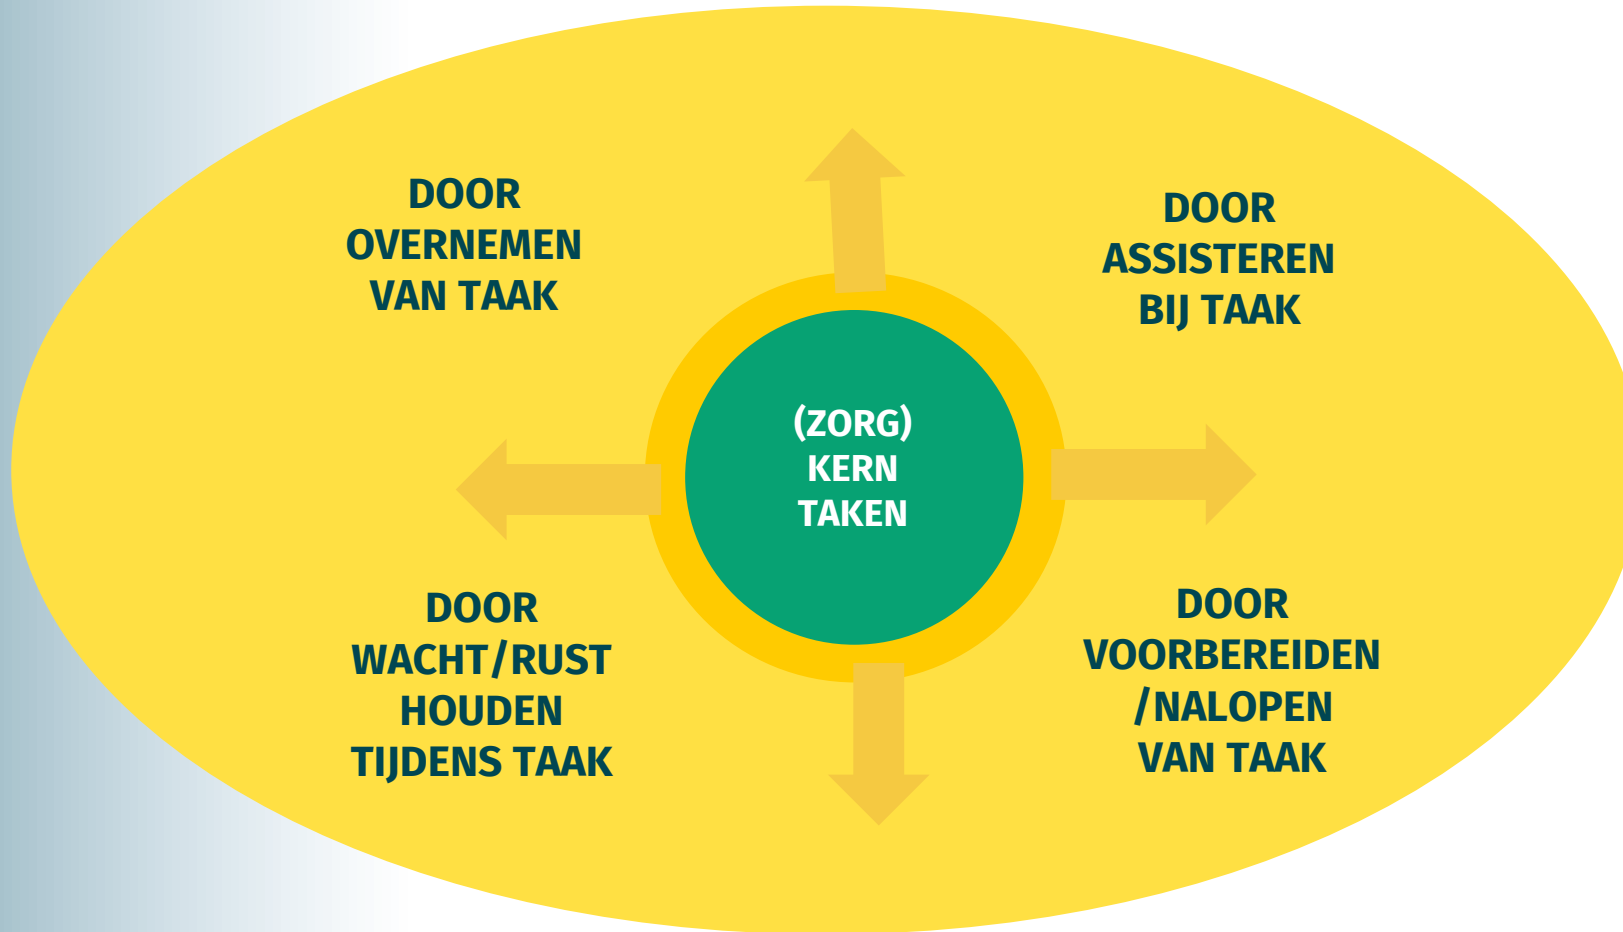 DOOR
OVERNEMEN
VAN TAAK
DOOR
ASSISTEREN
BIJ TAAK
(ZORG)
KERN
TAKEN
DOOR
WACHT/RUST
HOUDEN
TIJDENS TAAK
DOOR
VOORBEREIDEN
/NALOPEN
VAN TAAK